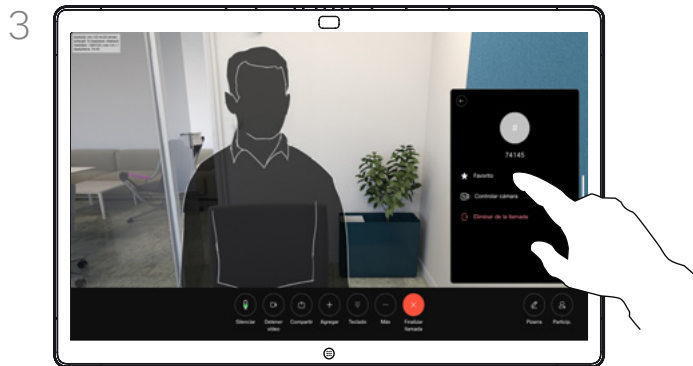 3
74145
Favorito
Controlar cámara
Eliminar de la llamada
Silenciar
Detener
vídeo
Compartir
Agregar
Teclado
Más
Finalizar
llamada
Pizarra
Particip.